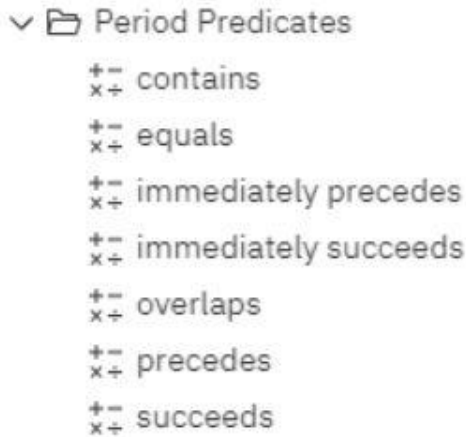 Period Predicates
contains
equals
immediately precedes
immediately succeeds
overlaps
precedes
succeeds